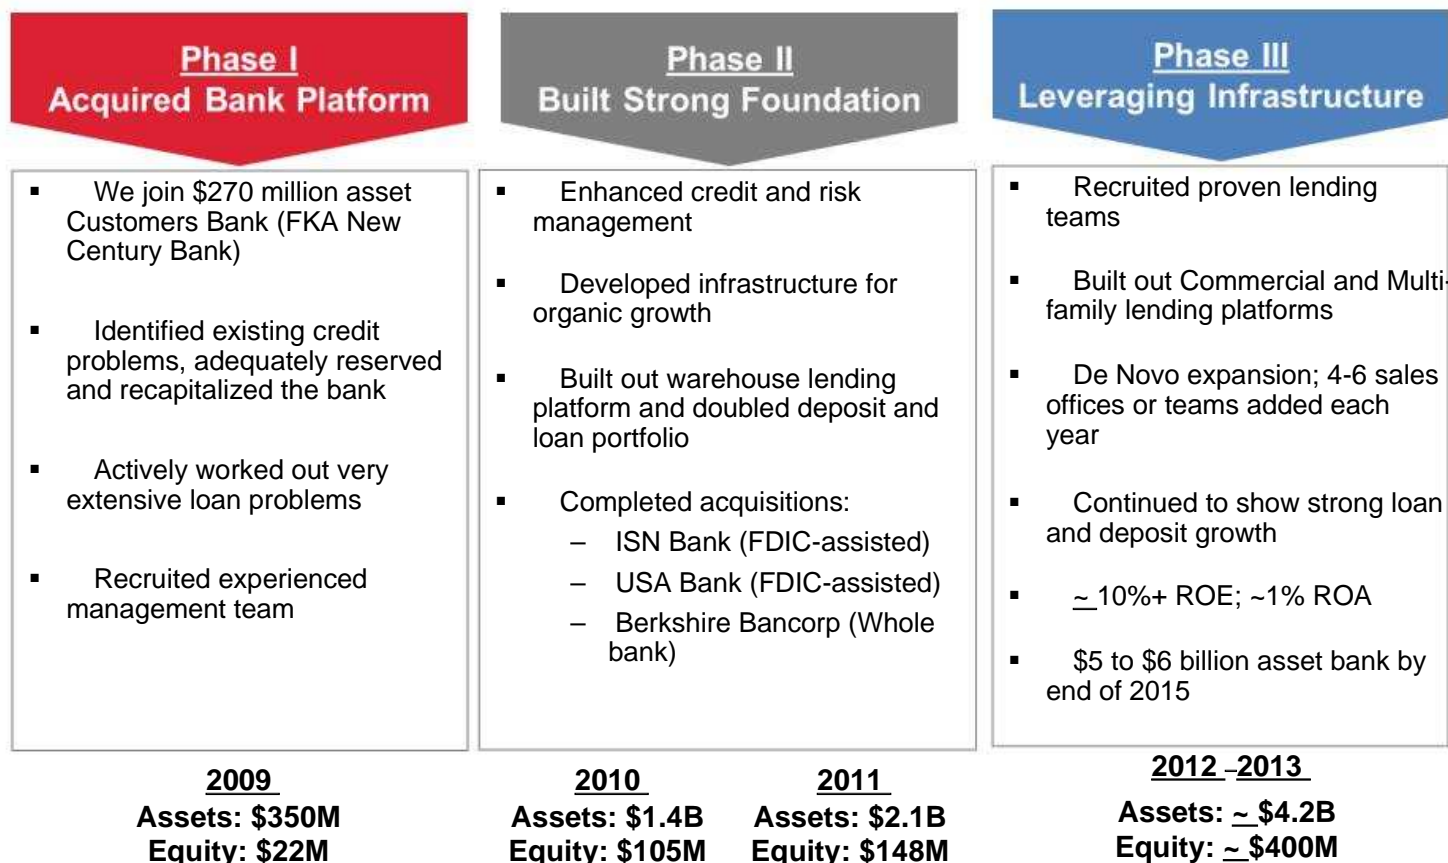 Phase I
Acquired Bank Platform
▪ We join $270 million asset
Customers Bank (FKA New
Century Bank)
▪ Identified existing credit
problems, adequately reserved
and recapitalized the bank
▪ Actively worked out very
extensive loan problems
▪ Recruited experienced
management team
2009
Assets: $350M
Equity: $22M
Phase II
Built Strong Foundation
▪ Enhanced credit and risk
management
▪ Developed infrastructure for
organic growth
▪ Built out warehouse lending
platform and doubled deposit and
loan portfolio
▪ Completed acquisitions:
– ISN Bank (FDIC-assisted)
– USA Bank (FDIC-assisted)
– Berkshire Bancorp (Whole
bank)
2010
Assets: $1.4B
Equity: $105M
2011
Assets: $2.1B
Equity: $148M
Phase III
Leveraging Infrastructure
▪ Recruited proven lending
teams
▪ Built out Commercial and Multi-
family lending platforms
▪ De Novo expansion; 4-6 sales
offices or teams added each
year
▪ Continued to show strong loan
and deposit growth
▪ ~ 10%+ ROE; ~1% ROA
▪ $5 to $6 billion asset bank by
end of 2015
2012 –2013
Assets: ~ $4.2B
Equity: ~ $400M